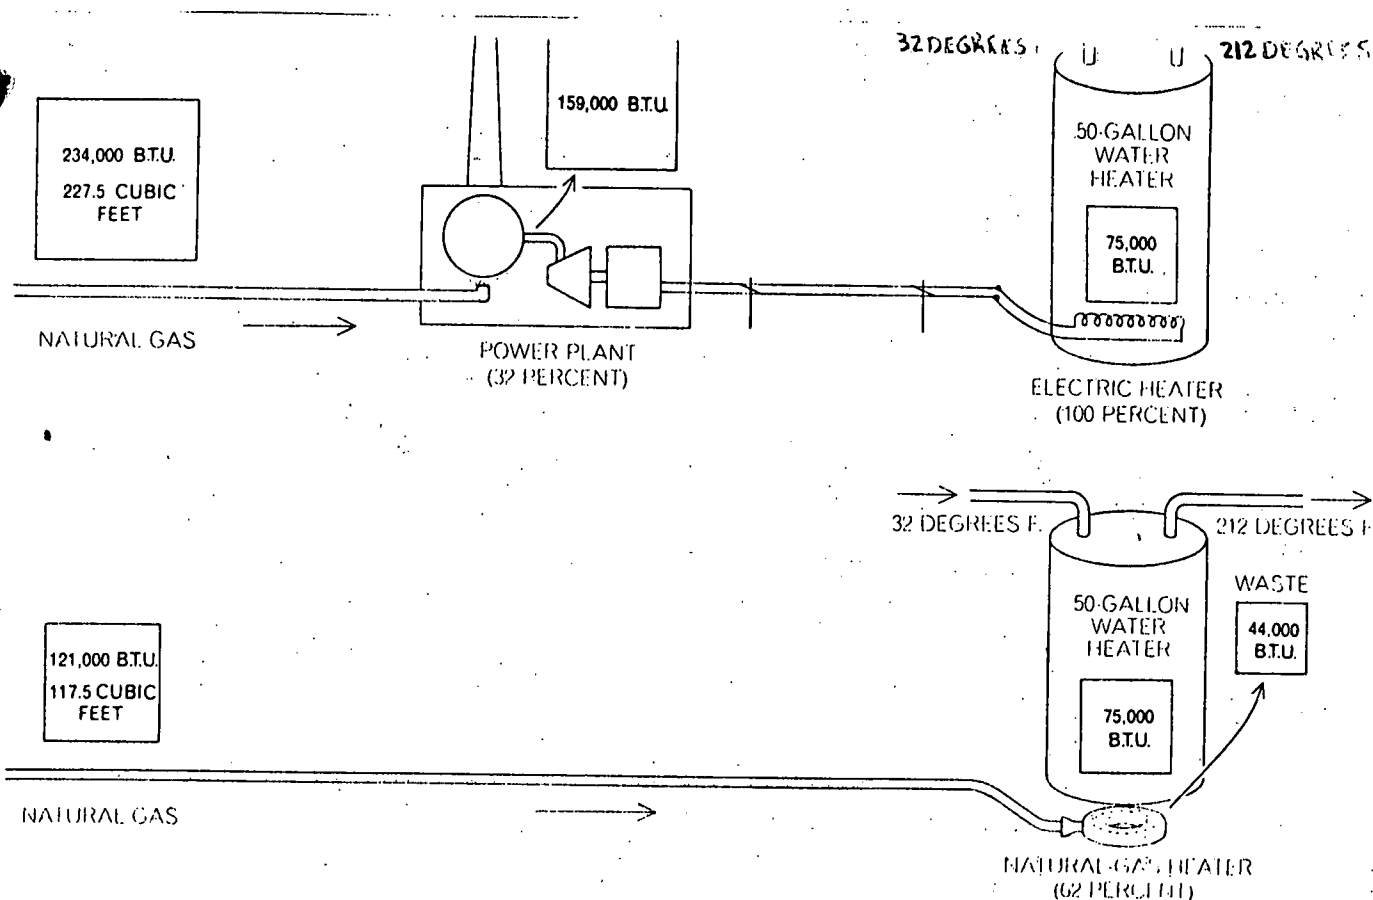 32 DEGREES
212 DEGREES
159,000 B.T.U.
234,000 B.T.U.
227.5 CUBIC
FEET
50-GALLON
WATER
HEATER
75,000
B.T.U.
NATURAL GAS
POWER PLANT
(32 PERCENT)
ELECTRIC HEATER
(100 PERCENT)
32 DEGREES F.
212 DEGREES F
WASTE
44,000
B.T.U.
50-GALLON
WATER
HEATER
121,000 B.T.U.
117.5 CUBIC
FEET
75,000
B.T.U.
NATURAL GAS
NATURAL-GAS HEATER
(62 PERCENT)